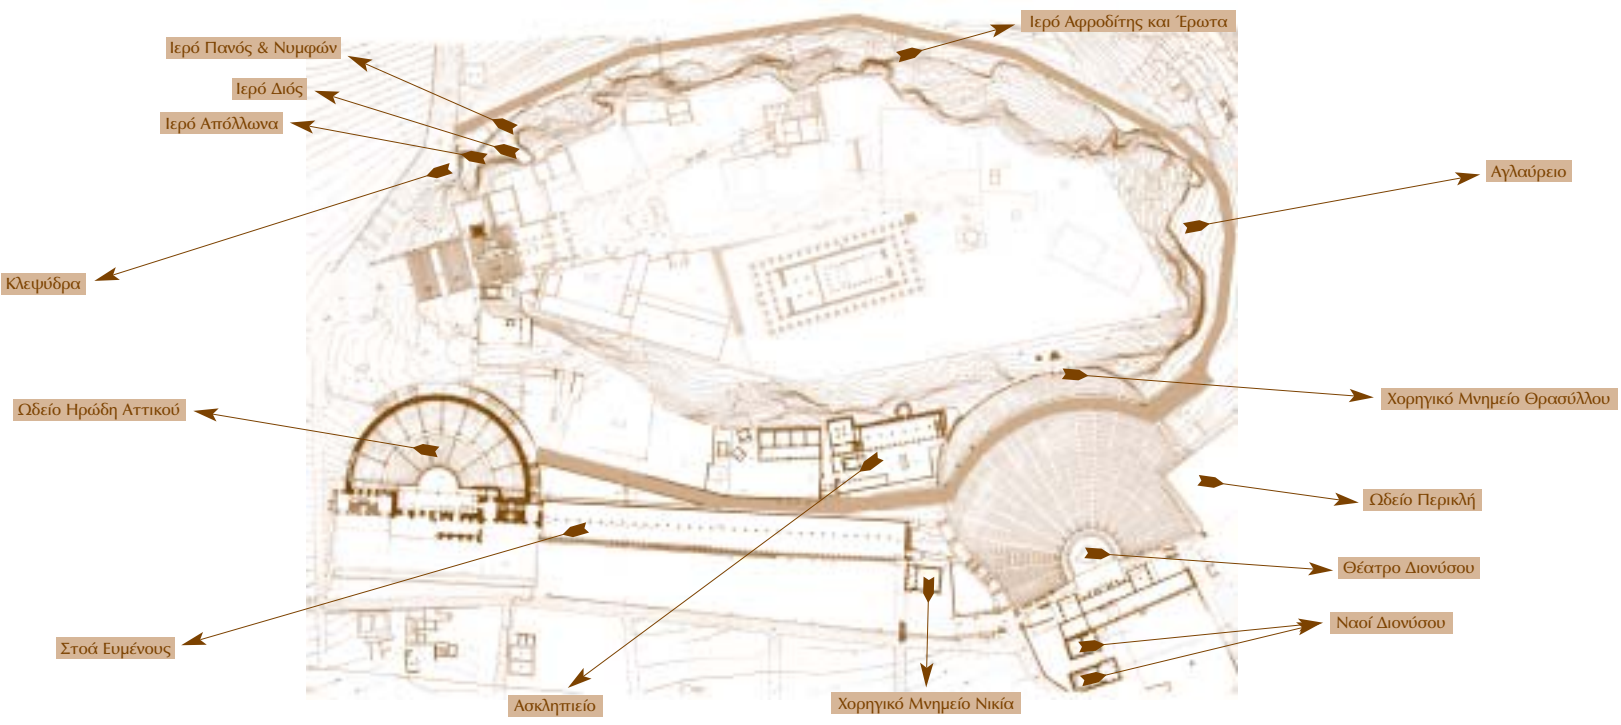 Ιερό Αφροδίτης και Έρωτα
Ιερό Πανός & Νυμφών
Ιερό Διός
Ιερό Απόλλωνα
Αγλαύρειο
Κλεψύδρα
Χορηγικό Μνημείο Θρασύλλου
Ωδείο Ηρώδη Αττικού
Ωδείο Περικλή
Θέατρο Διονύσου
Ναοί Διονύσου
Στοά Ευμένους
Ασκληπιείο
Χορηγικό Μνημείο Νικία